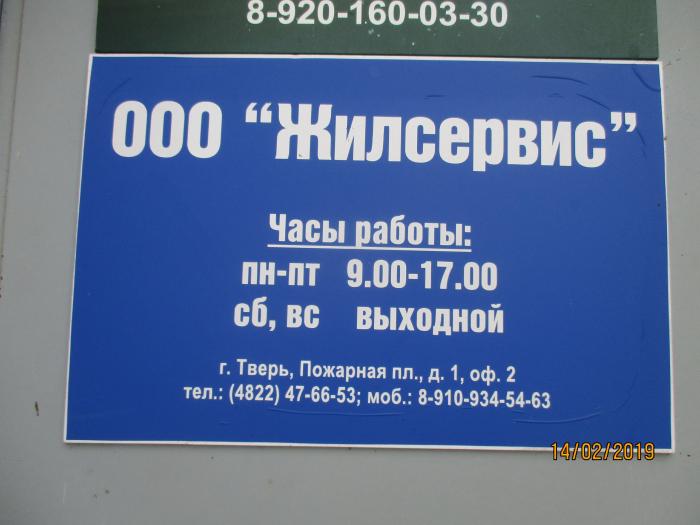 8-920-160-03-30
ООО “Жилсервис”
Часы работы:
пн-пт 9.00-17.00
сб, вс выходной
г. Тверь, Пожарная пл., д. 1, оф. 2
тел.: (4822) 47-66-53; моб.: 8-910-934-54-63
14/02/2019